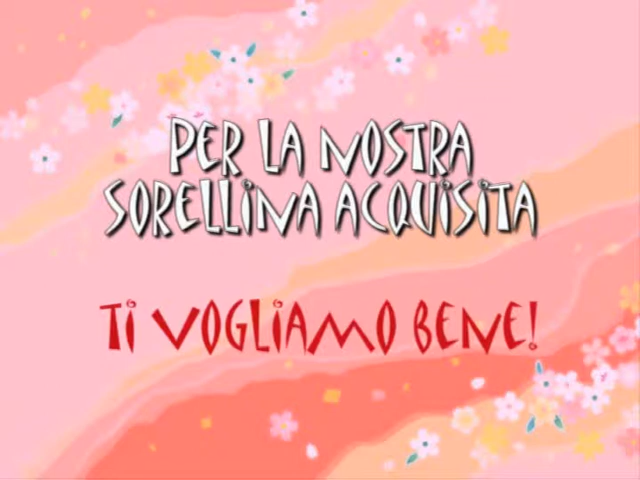 PER LA NOSTRA
SORELLINA ACQUISITA
TI VOGLIAMO BENE!